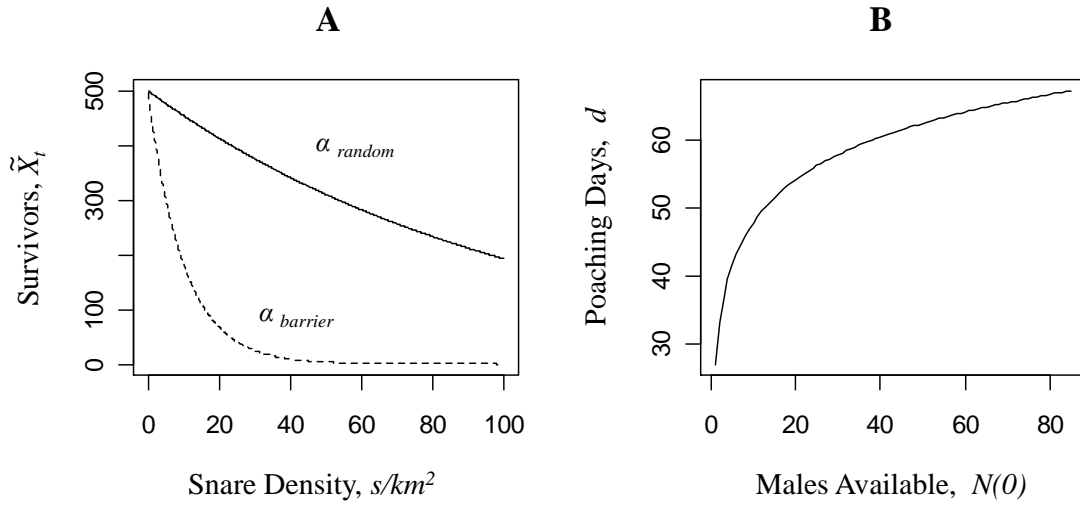 A
Survivors, X̃t
500
300
100
0
α random
α barrier
0 20 40 60 80 100
Snare Density, s/km²
B
Poaching Days, d
60
50
40
30
0 20 40 60 80
Males Available, N(0)